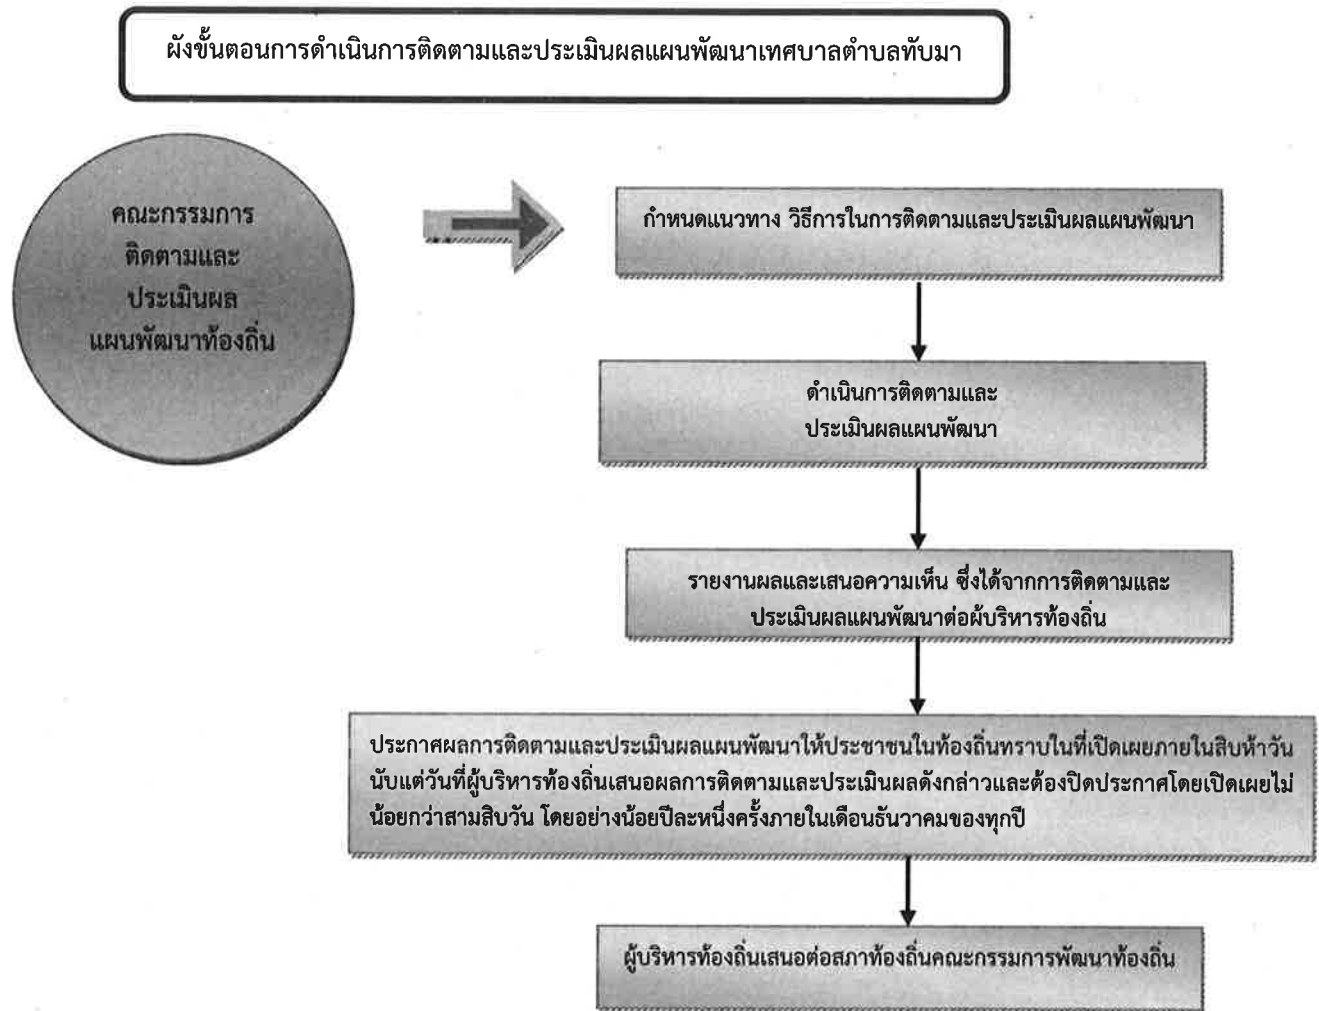 ผังขั้นตอนการดำเนินการติดตามและประเมินผลแผนพัฒนาเทศบาลตำบลทับมา
คณะกรรมการ
ติดตามและ
ประเมินผล
แผนพัฒนาท้องถิ่น
กำหนดแนวทาง วิธีการในการติดตามและประเมินผลแผนพัฒนา
ดำเนินการติดตามและ
ประเมินผลแผนพัฒนา
รายงานผลและเสนอความเห็น ซึ่งได้จากการติดตามและ
ประเมินผลแผนพัฒนาต่อผู้บริหารท้องถิ่น
ประกาศผลการติดตามและประเมินผลแผนพัฒนาให้ประชาชนในท้องถิ่นทราบในที่เปิดเผยภายในสิบห้าวัน
นับแต่วันที่ผู้บริหารท้องถิ่นเสนอผลการติดตามและประเมินผลดังกล่าวและต้องปิดประกาศโดยเปิดเผยไม่
น้อยกว่าสามสิบวัน โดยอย่างน้อยปีละหนึ่งครั้งภายในเดือนธันวาคมของทุกปี
ผู้บริหารท้องถิ่นเสนอต่อสภาท้องถิ่นคณะกรรมการพัฒนาท้องถิ่น